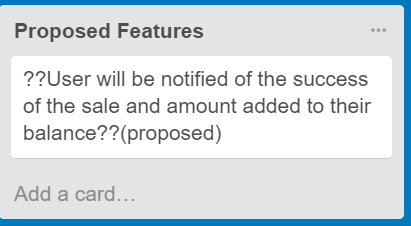 Proposed Features
??User will be notified of the success
of the sale and amount added to their
balance??(proposed)
Add a card…